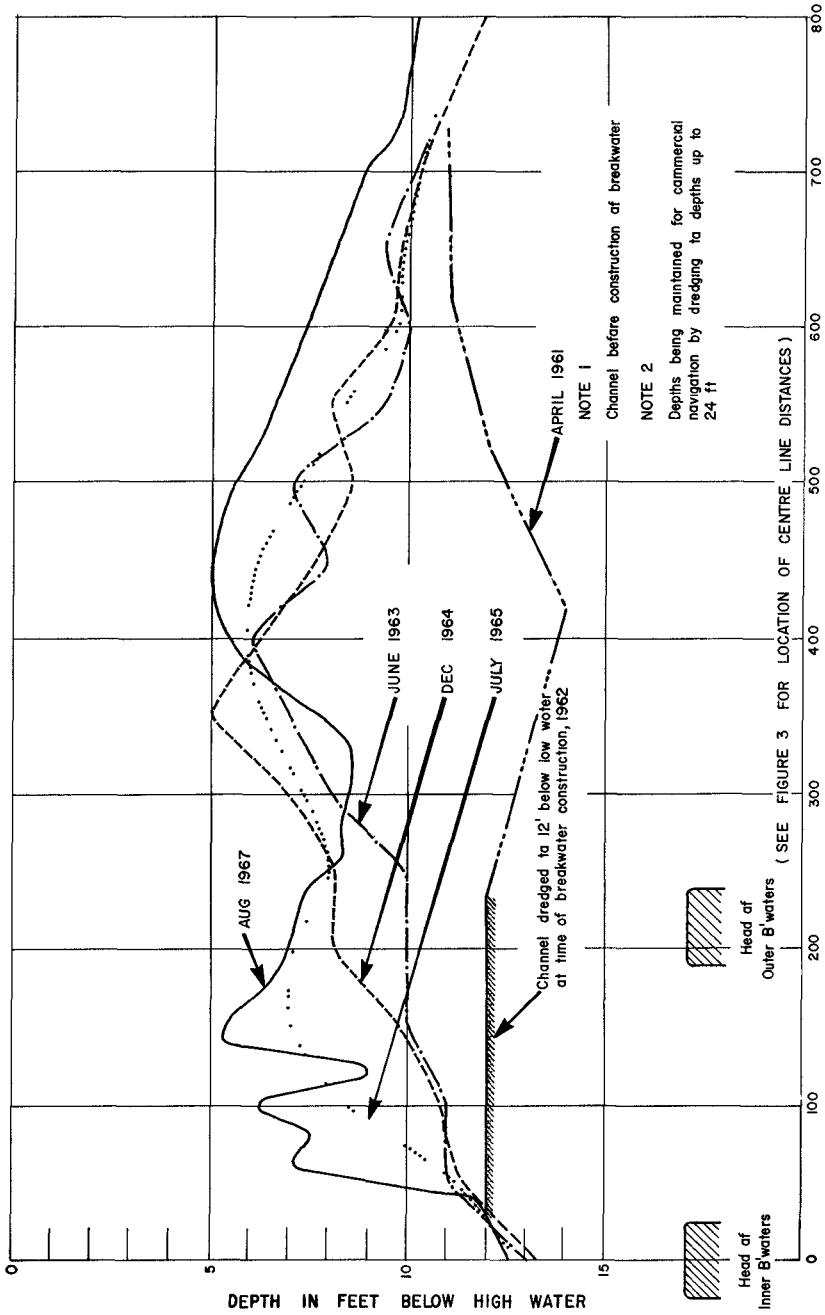 DEPTH IN FEET BELOW HIGH WATER
0
5
10
15
0
100
200
300
400
500
600
700
800
AUG 1967
JUNE 1963
DEC 1964
JULY 1965
APRIL 1961
NOTE 1
Channel before construction of breakwater
NOTE 2
Depths being maintained for commercial
navigation by dredging to depths up to
24 ft
Channel dredged to 12' below low water
at time of breakwater construction, 1962
Head of
Inner B'waters
Head of
Outer B'waters
( SEE FIGURE 3 FOR LOCATION OF CENTRE LINE DISTANCES )